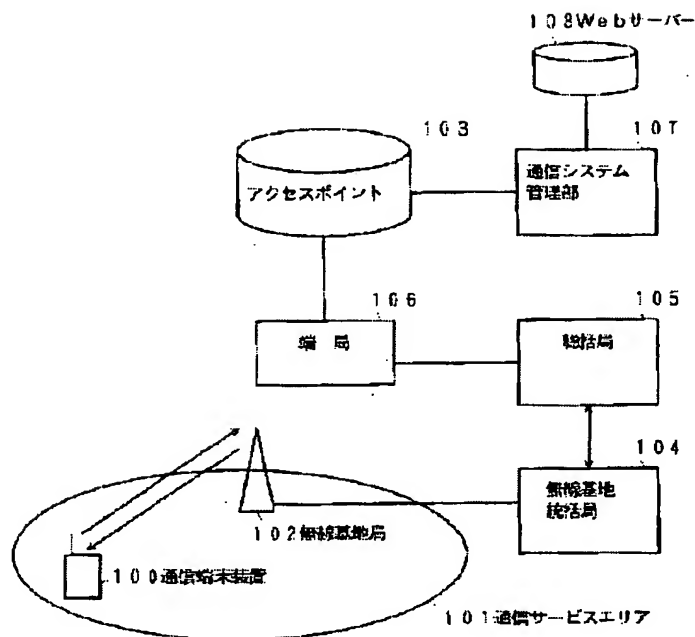 108Webサーバー
103
107
アクセスポイント
通信システム
管理部
106
105
端 局
総括局
104
無線基地
統括局
102無線基地局
100通信端末装置
101通信サービスエリア